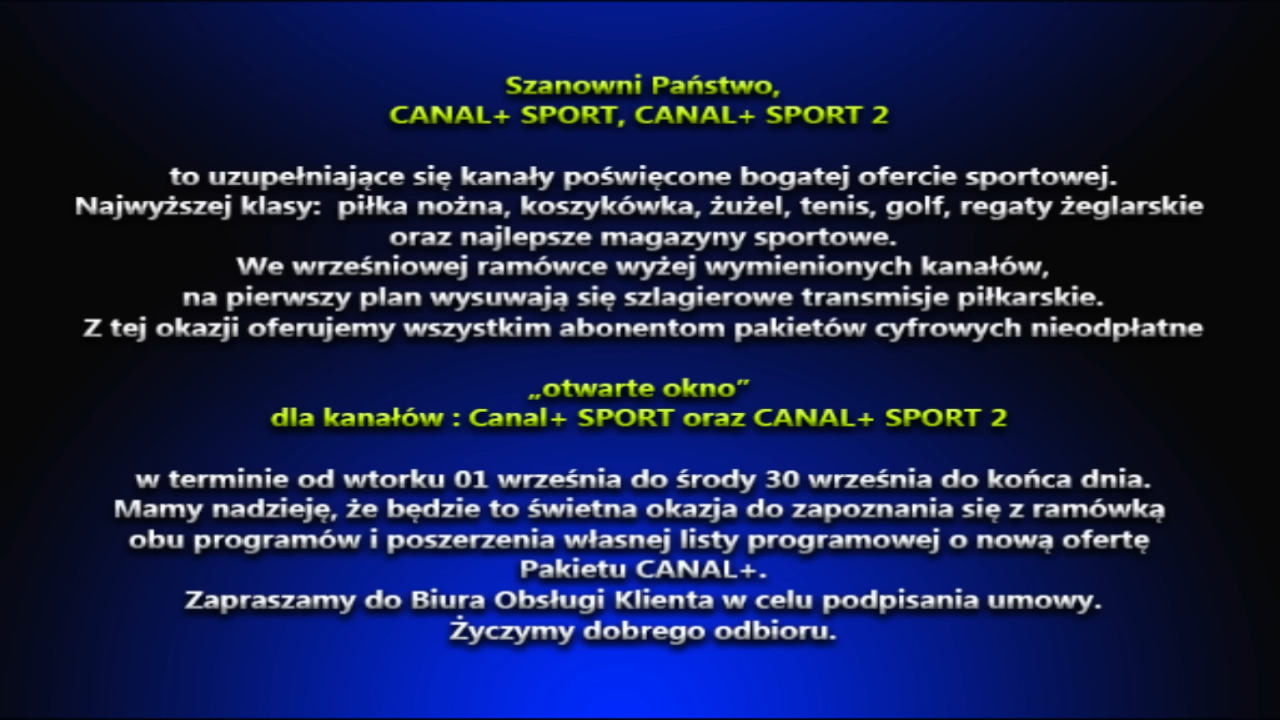 Szanowni Państwo,
CANAL+ SPORT, CANAL+ SPORT 2
to uzupełniające się kanały poświęcone bogatej ofercie sportowej.
Najwyższej klasy:  piłka nożna, koszykówka, żużel, tenis, golf, regaty żeglarskie
oraz najlepsze magazyny sportowe.
We wrześniowej ramówce wyżej wymienionych kanałów,
na pierwszy plan wysuwają się szlagierowe transmisje piłkarskie.
Z tej okazji oferujemy wszystkim abonentom pakietów cyfrowych nieodpłatne
„otwarte okno”
dla kanałów : Canal+ SPORT oraz CANAL+ SPORT 2
w terminie od wtorku 01 września do środy 30 września do końca dnia.
Mamy nadzieję, że będzie to świetna okazja do zapoznania się z ramówką
obu programów i poszerzenia własnej listy programowej o nową ofertę
Pakietu CANAL+.
Zapraszamy do Biura Obsługi Klienta w celu podpisania umowy.
Życzymy dobrego odbioru.